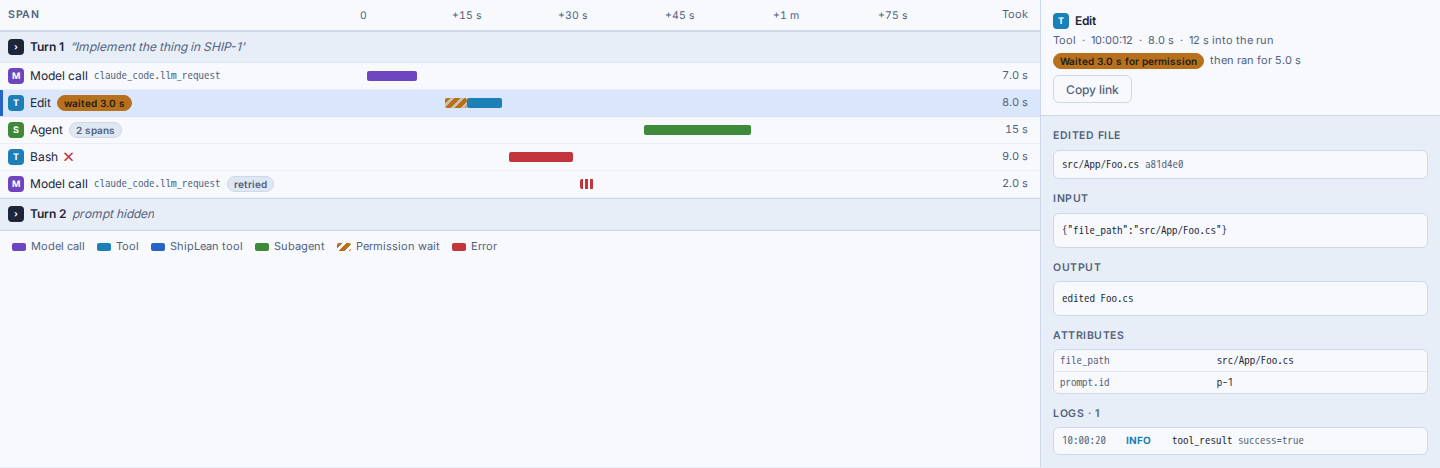 SPAN 0 +15 s +30 s +45 s +1 m +75 s Took
› Turn 1 "Implement the thing in SHIP-1'
M Model call claude_code.llm_request 7.0 s
T Edit waited 3.0 s 8.0 s
S Agent 2 spans 15 s
T Bash ✕ 9.0 s
M Model call claude_code.llm_request retried 2.0 s
› Turn 2 prompt hidden
Model call Tool ShipLean tool Subagent Permission wait Error
T Edit
Tool · 10:00:12 · 8.0 s · 12 s into the run
Waited 3.0 s for permission then ran for 5.0 s
Copy link
EDITED FILE
src/App/Foo.cs a81d4e0
INPUT
{"file_path":"src/App/Foo.cs"}
OUTPUT
edited Foo.cs
ATTRIBUTES
file_path src/App/Foo.cs
prompt.id p-1
LOGS · 1
10:00:20 INFO tool_result success=true